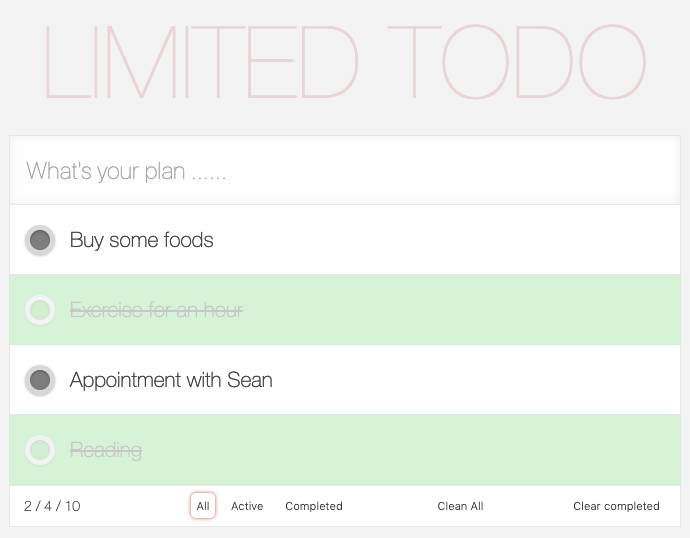 LIMITED TODO
What's your plan ......
Buy some foods
Exercise for an hour
Appointment with Sean
Reading
2 / 4 / 10 All Active Completed Clean All Clear completed